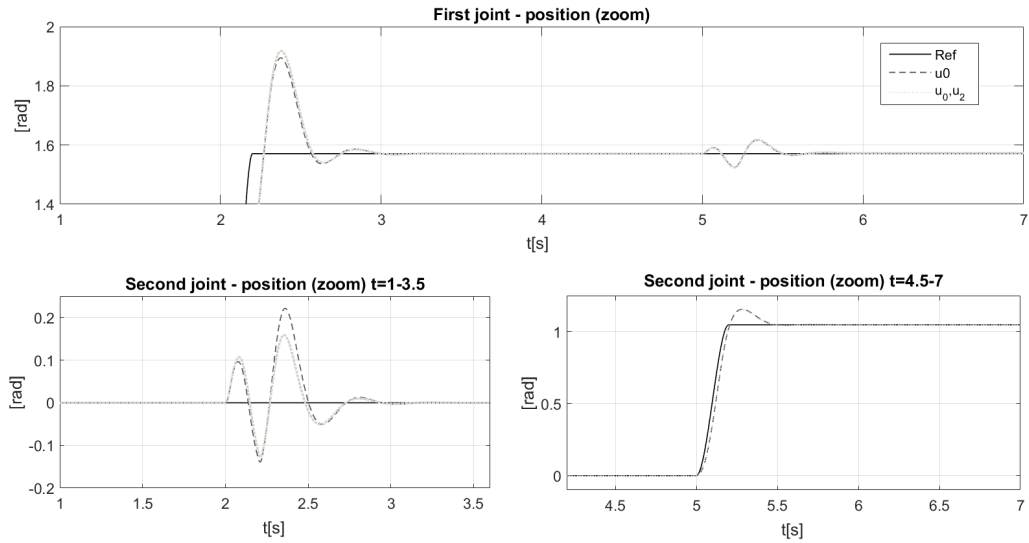 First joint - position (zoom)
2
1.8
1.6
1.4
[rad]
Ref
u0
u0,u2
1 2 3 4 5 6 7
t[s]
Second joint - position (zoom) t=1-3.5
0.2
0.1
0
-0.1
-0.2
[rad]
1 1.5 2 2.5 3 3.5
t[s]
Second joint - position (zoom) t=4.5-7
1
0.5
0
[rad]
4.5 5 5.5 6 6.5 7
t[s]